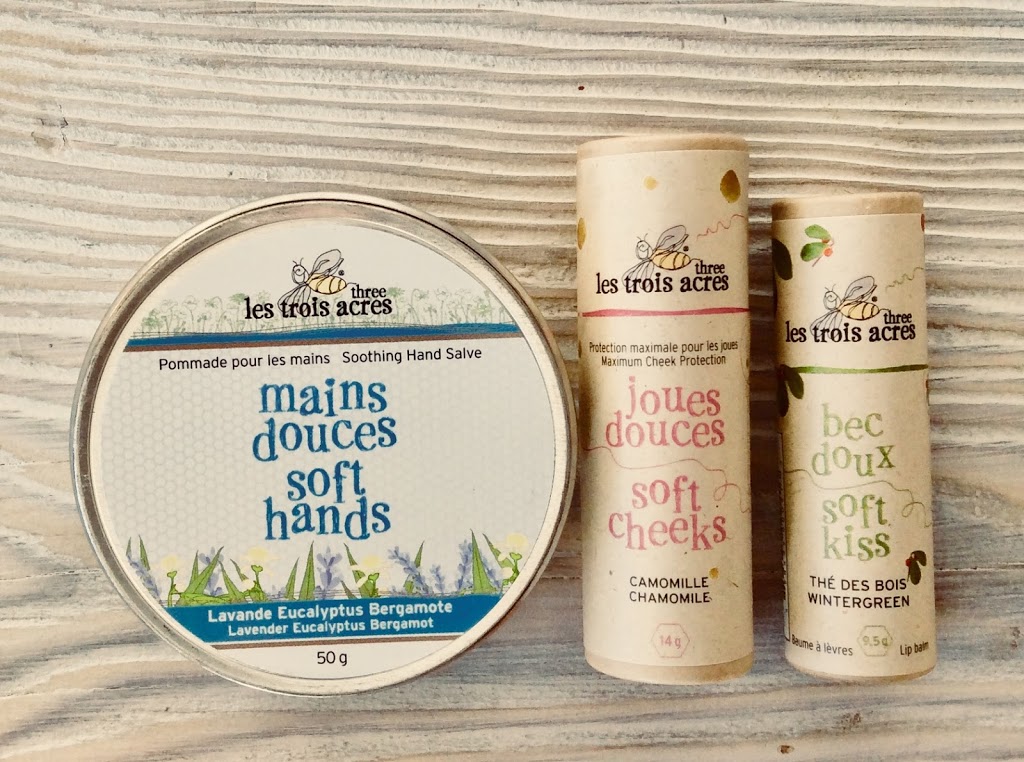 three
les trois acres
Pommade pour les mains Soothing Hand Salve
mains
douces
soft
hands
Lavande Eucalyptus Bergamote
Lavender Eucalyptus Bergamot
50 g
three
les trois acres
Protection maximale pour les joues
Maximum Cheek Protection
joues
douces
soft
cheeks
CAMOMILLE
CHAMOMILE
14 g
three
les trois acres
bec
doux
soft
kiss
THÉ DES BOIS
WINTERGREEN
Baume à lèvres 9,5 g Lip balm